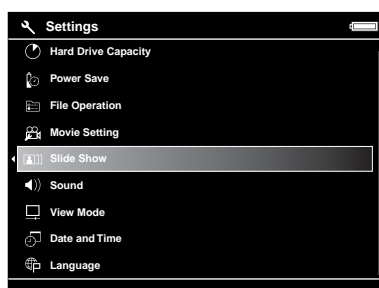 Settings
Hard Drive Capacity
Power Save
File Operation
Movie Setting
Slide Show
Sound
View Mode
Date and Time
Language